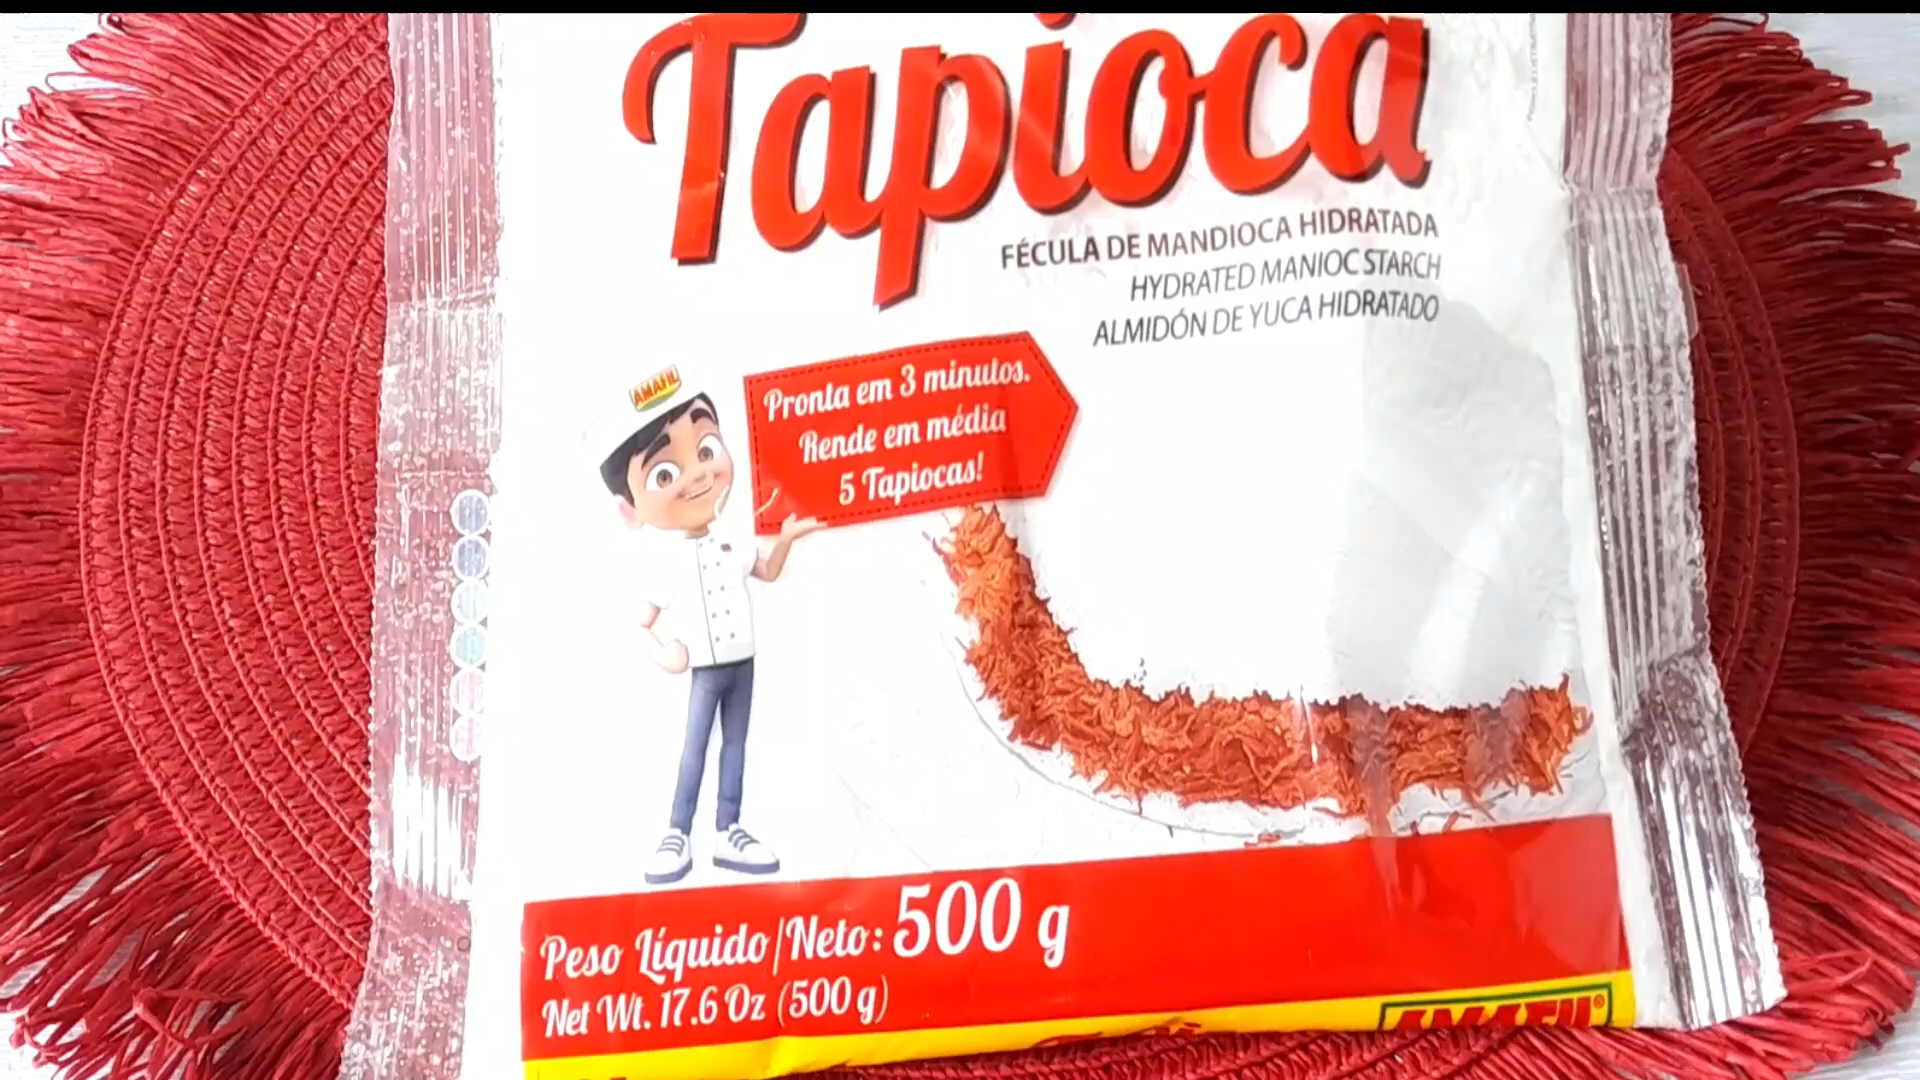 Tapioca
FÉCULA DE MANDIOCA HIDRATADA
HYDRATED MANIOC STARCH
ALMIDÓN DE YUCA HIDRATADO
AMAFIL
Pronta em 3 minutos.
Rende em média
5 Tapiocas!
Peso Líquido/Neto: 500 g
Net Wt. 17.6 Oz (500 g)
AMAFIL®